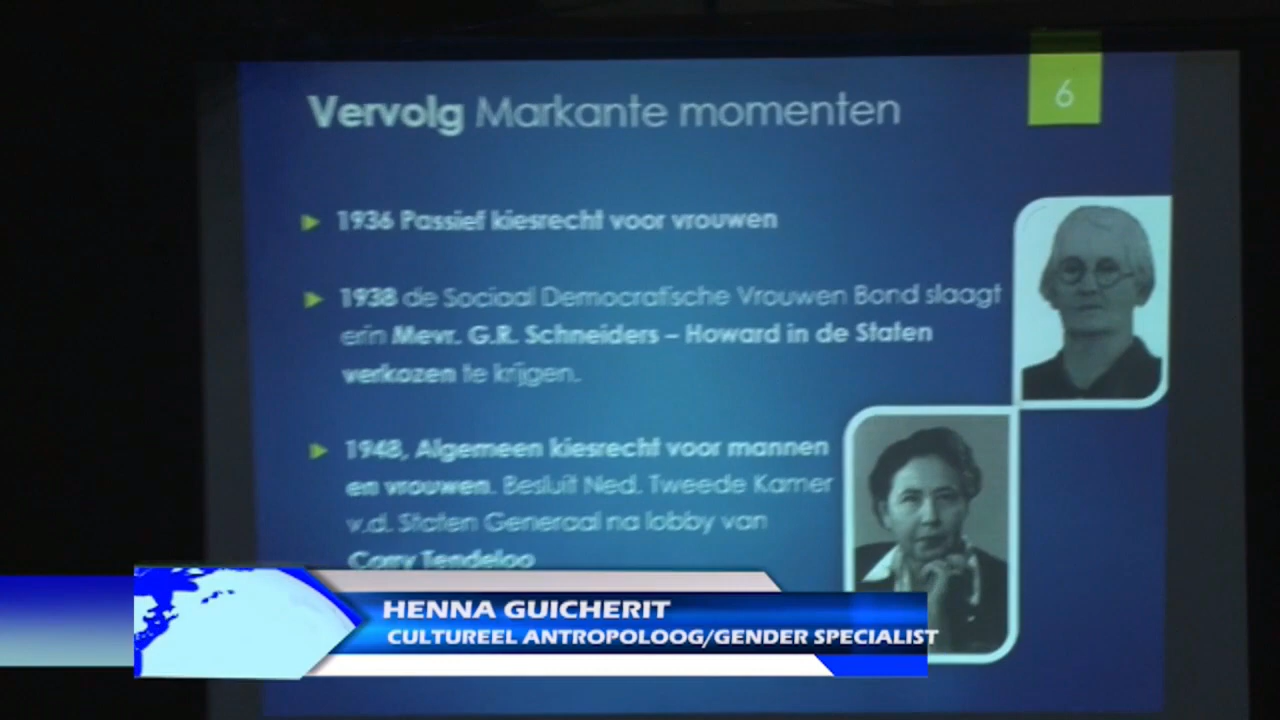 Vervolg Markante momenten
6
1936 Passief kiesrecht voor vrouwen
1938 de Sociaal Democratische Vrouwen Bond slaagt
erin Mevr. G.R. Schneiders – Howard in de Staten
verkozen te krijgen.
1948, Algemeen kiesrecht voor mannen
en vrouwen. Besluit Ned. Tweede Kamer
v.d. Staten Generaal na lobby van
Corry Tendeloo
HENNA GUICHERIT
CULTUREEL ANTROPOLOOG/GENDER SPECIALIST